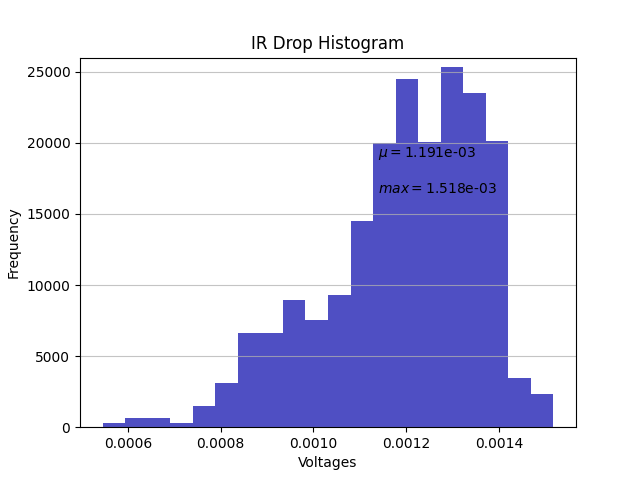 IR Drop Histogram
25000
20000
15000
10000
5000
0
Frequency
μ = 1.191e-03
max = 1.518e-03
0.0006 0.0008 0.0010 0.0012 0.0014
Voltages